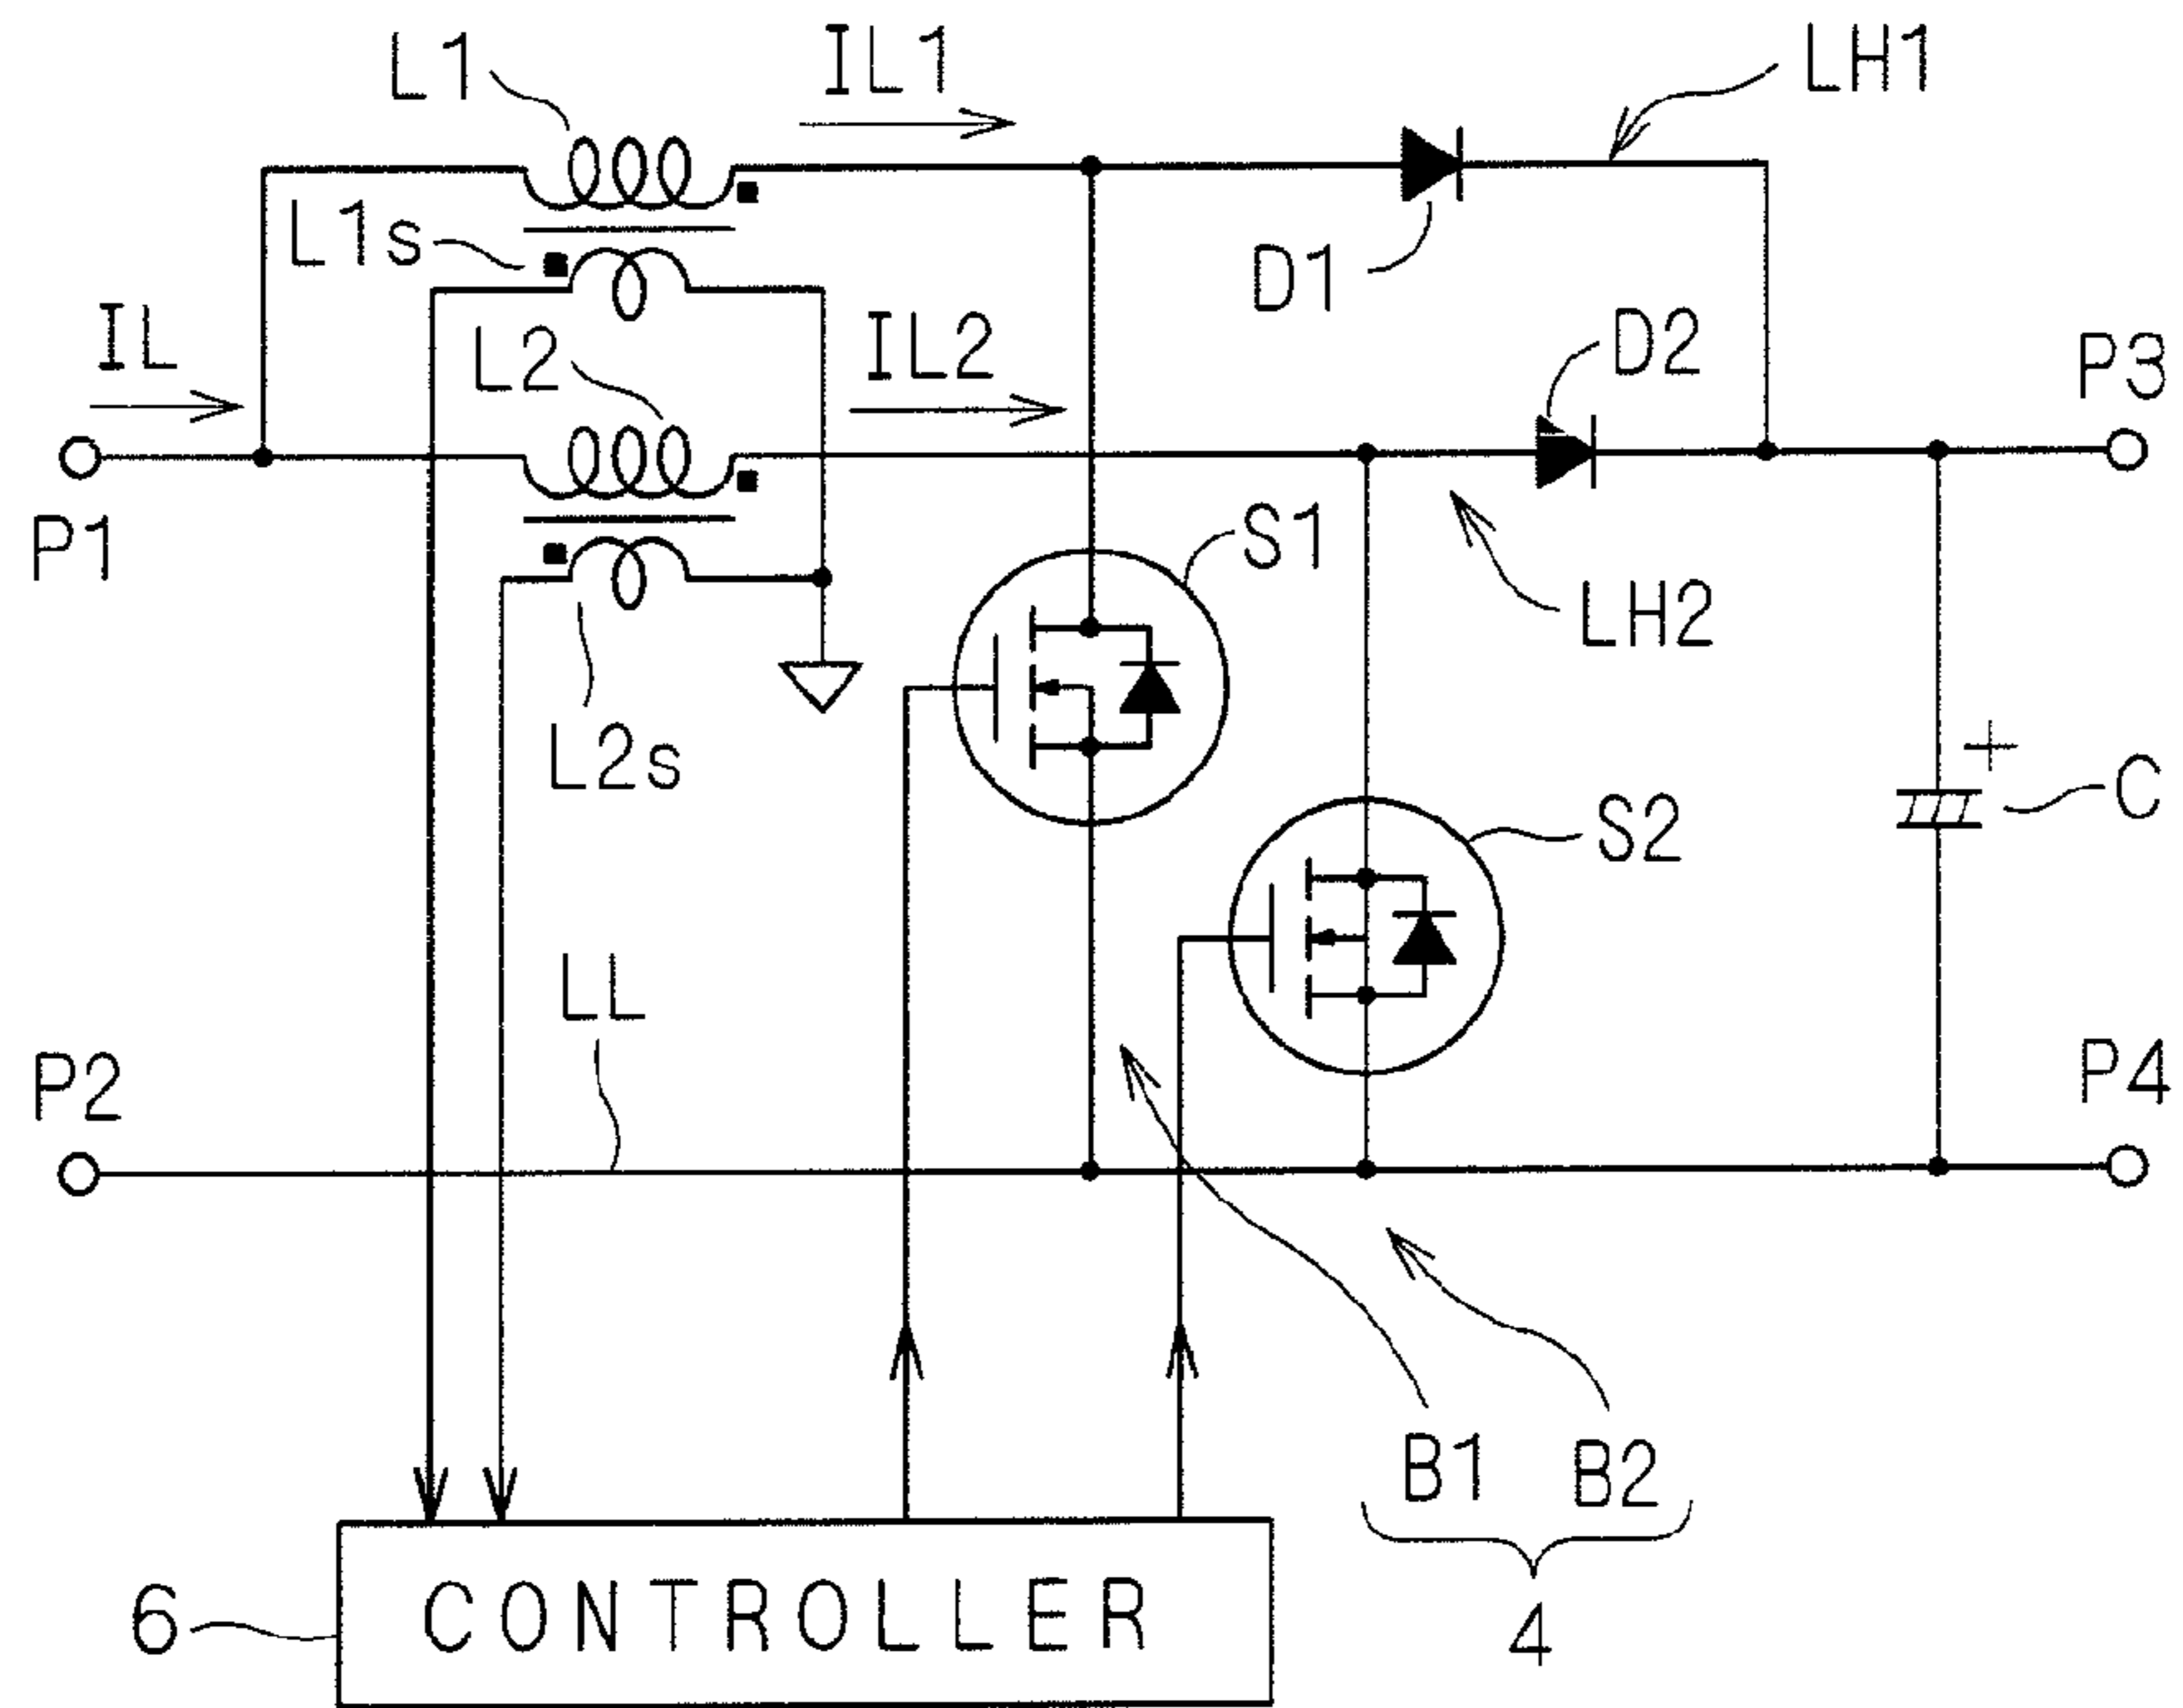 L1
IL1
LH1
L1s
D1
IL
L2
IL2
D2
P3
P1
S1
LH2
L2s
C
S2
LL
P2
P4
B1
B2
6
CONTROLLER
4
+